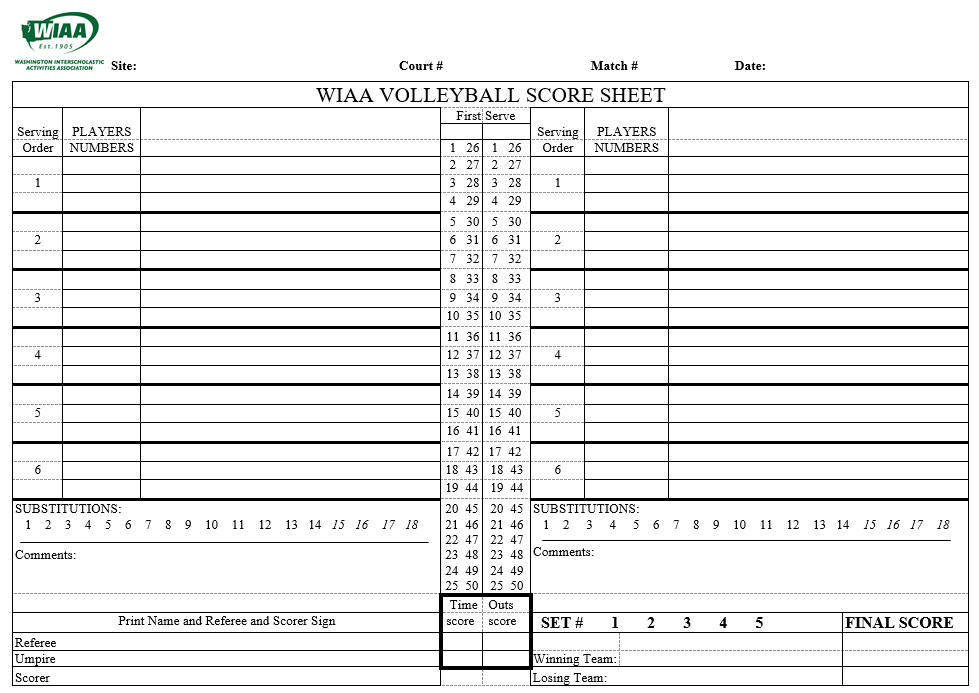 WIAA
Est. 1905
WASHINGTON INTERSCHOLASTIC
ACTIVITIES ASSOCIATION
Site: Court # Match # Date:
WIAA VOLLEYBALL SCORE SHEET
First Serve
Serving PLAYERS Serving PLAYERS
Order NUMBERS 1 26 1 26 Order NUMBERS
2 27 2 27
1 3 28 3 28 1
4 29 4 29
5 30 5 30
2 6 31 6 31 2
7 32 7 32
8 33 8 33
3 9 34 9 34 3
10 35 10 35
11 36 11 36
4 12 37 12 37 4
13 38 13 38
14 39 14 39
5 15 40 15 40 5
16 41 16 41
17 42 17 42
6 18 43 18 43 6
19 44 19 44
SUBSTITUTIONS: 20 45 20 45 SUBSTITUTIONS:
1 2 3 4 5 6 7 8 9 10 11 12 13 14 15 16 17 18 21 46 21 46 1 2 3 4 5 6 7 8 9 10 11 12 13 14 15 16 17 18
22 47 22 47
Comments: 23 48 23 48 Comments:
24 49 24 49
25 50 25 50
Time Outs
Print Name and Referee and Scorer Sign score score SET # 1 2 3 4 5 FINAL SCORE
Referee
Umpire Winning Team:
Scorer Losing Team: